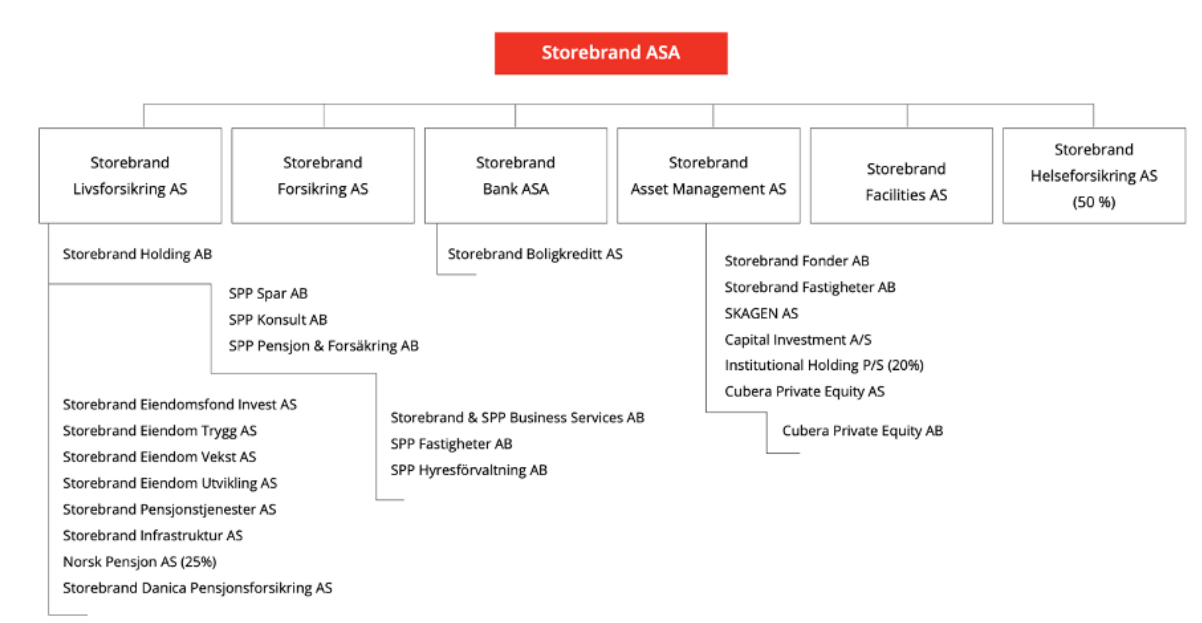 Storebrand ASA
Storebrand
Livsforsikring AS
Storebrand
Forsikring AS
Storebrand
Bank ASA
Storebrand
Asset Management AS
Storebrand
Facilities AS
Storebrand
Helseforsikring AS
(50 %)
Storebrand Holding AB
SPP Spar AB
SPP Konsult AB
SPP Pensjon & Forsäkring AB
Storebrand & SPP Business Services AB
SPP Fastigheter AB
SPP Hyresförvaltning AB
Storebrand Eiendomsfond Invest AS
Storebrand Eiendom Trygg AS
Storebrand Eiendom Vekst AS
Storebrand Eiendom Utvikling AS
Storebrand Pensjonstjenester AS
Storebrand Infrastruktur AS
Norsk Pensjon AS (25%)
Storebrand Danica Pensjonsforsikring AS
Storebrand Boligkreditt AS
Storebrand Fonder AB
Storebrand Fastigheter AB
SKAGEN AS
Capital Investment A/S
Institutional Holding P/S (20%)
Cubera Private Equity AS
Cubera Private Equity AB